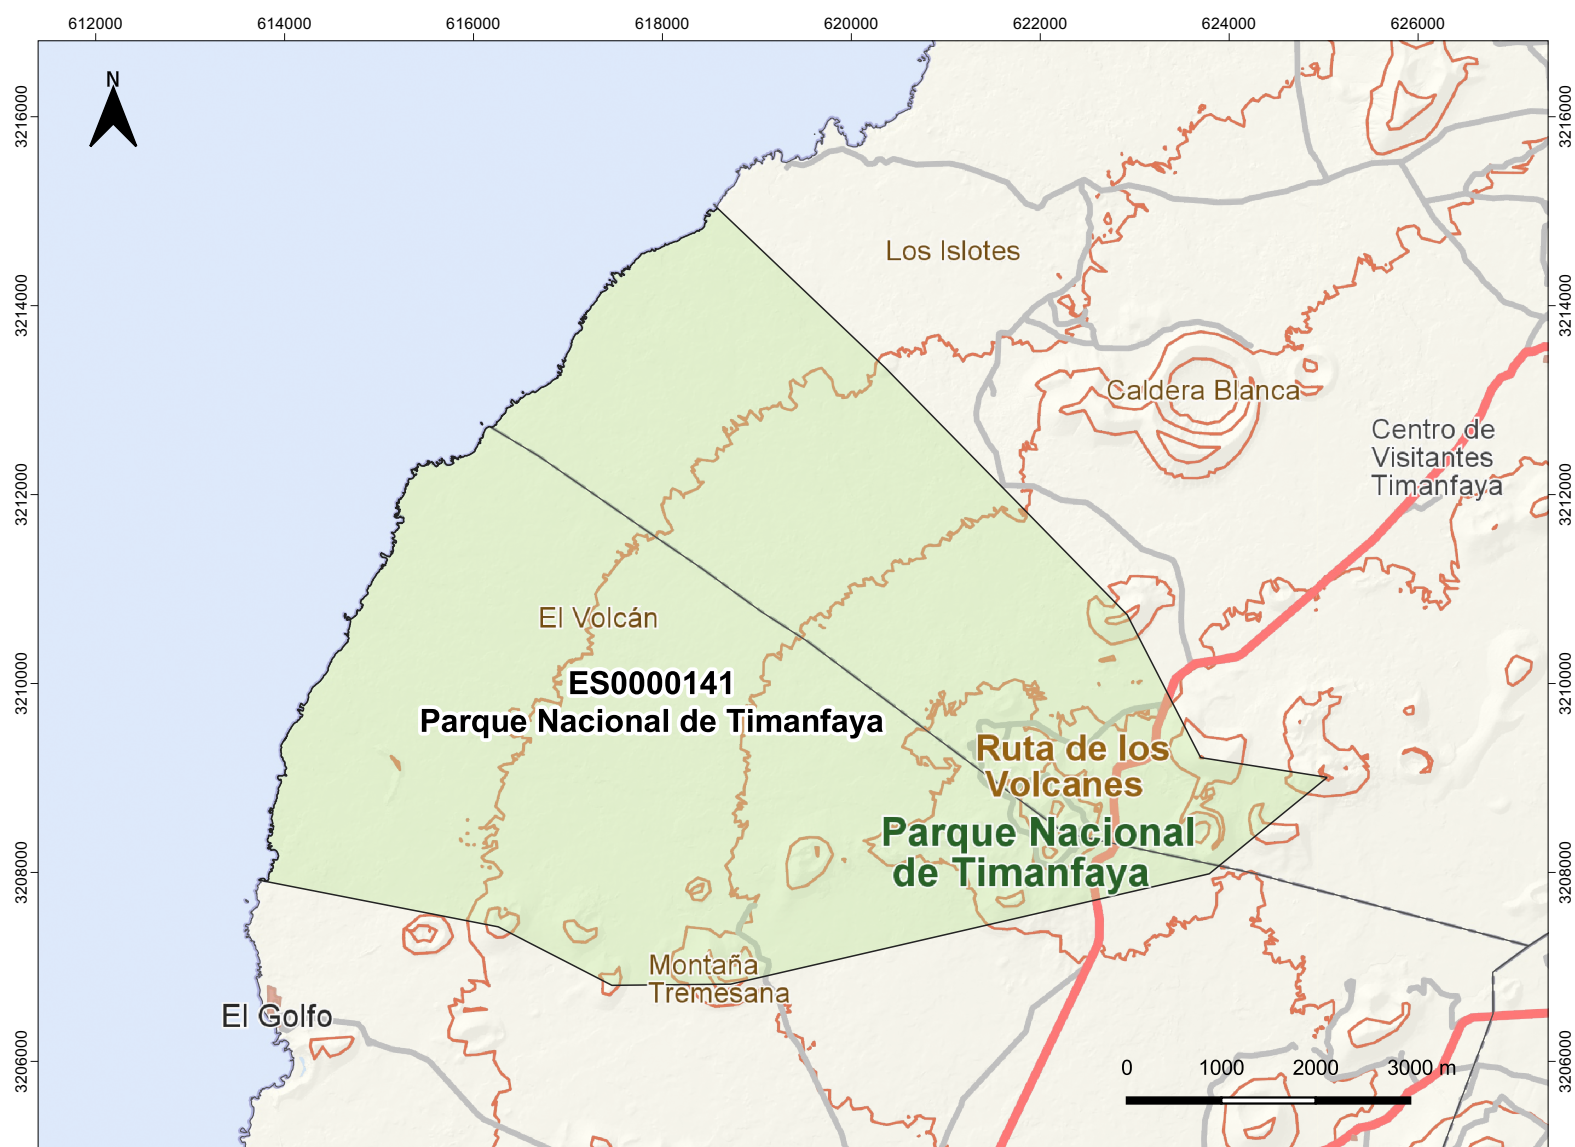 612000 614000 616000 618000 620000 622000 624000 626000
N
3216000 3216000
Los Islotes
3214000 3214000
Caldera Blanca
Centro de
Visitantes
Timanfaya
3212000 3212000
El Volcán
ES0000141
Parque Nacional de Timanfaya
3210000 3210000
Ruta de los
Volcanes
Parque Nacional
de Timanfaya
3208000 3208000
Montaña
Tremesana
El Golfo
3206000 3206000
0 1000 2000 3000 m